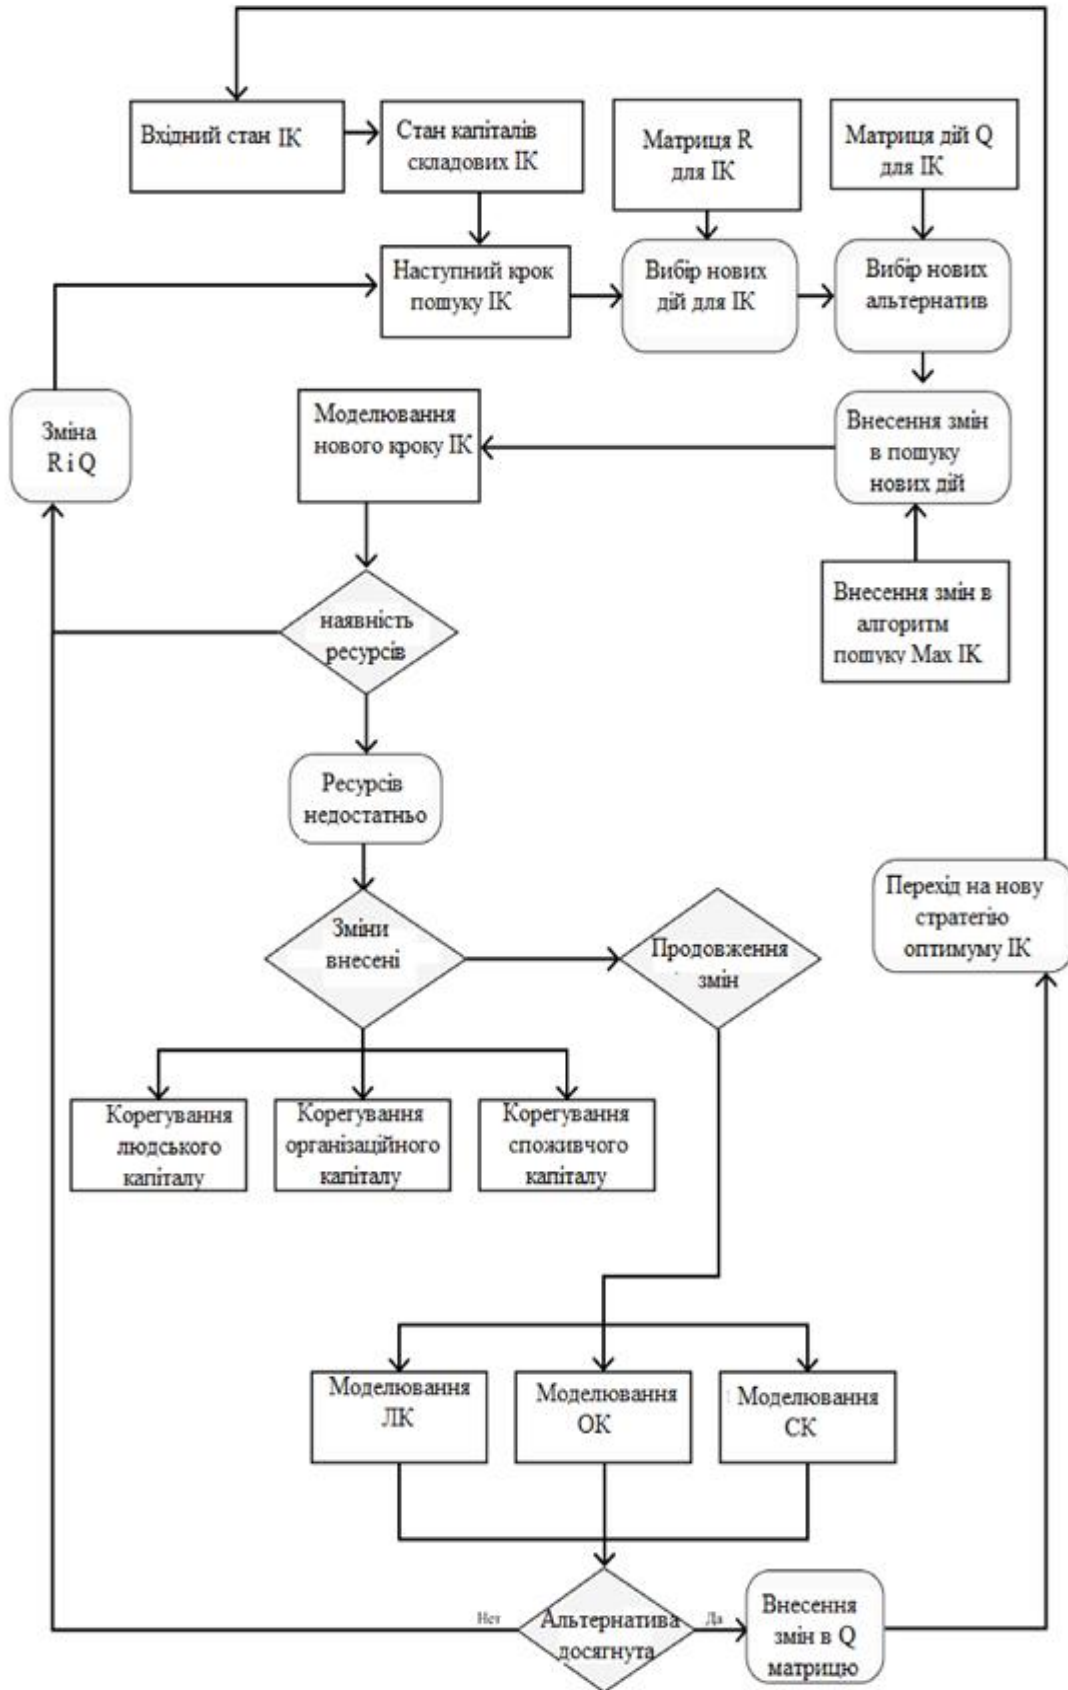 Вхідний стан ІК
Стан капіталів
складових ІК
Матриця R
для ІК
Матриця дій Q
для ІК
Наступний крок
пошуку ІК
Вибір нових
дій для ІК
Вибір нових
альтернатив
Зміна
R і Q
Моделювання
нового кроку ІК
Внесення змін
в пошуку
нових дій
Внесення змін в
алгоритм
пошуку Max ІК
наявність
ресурсів
Ресурсів
недостатньо
Зміни
внесені
Продовження
змін
Перехід на нову
стратегію
оптимуму ІК
Корегування
людського
капіталу
Корегування
організаційного
капіталу
Корегування
споживчого
капіталу
Моделювання
ЛК
Моделювання
ОК
Моделювання
СК
Нет
Альтернатива
досягнута
Да
Внесення
змін в Q
матрицю